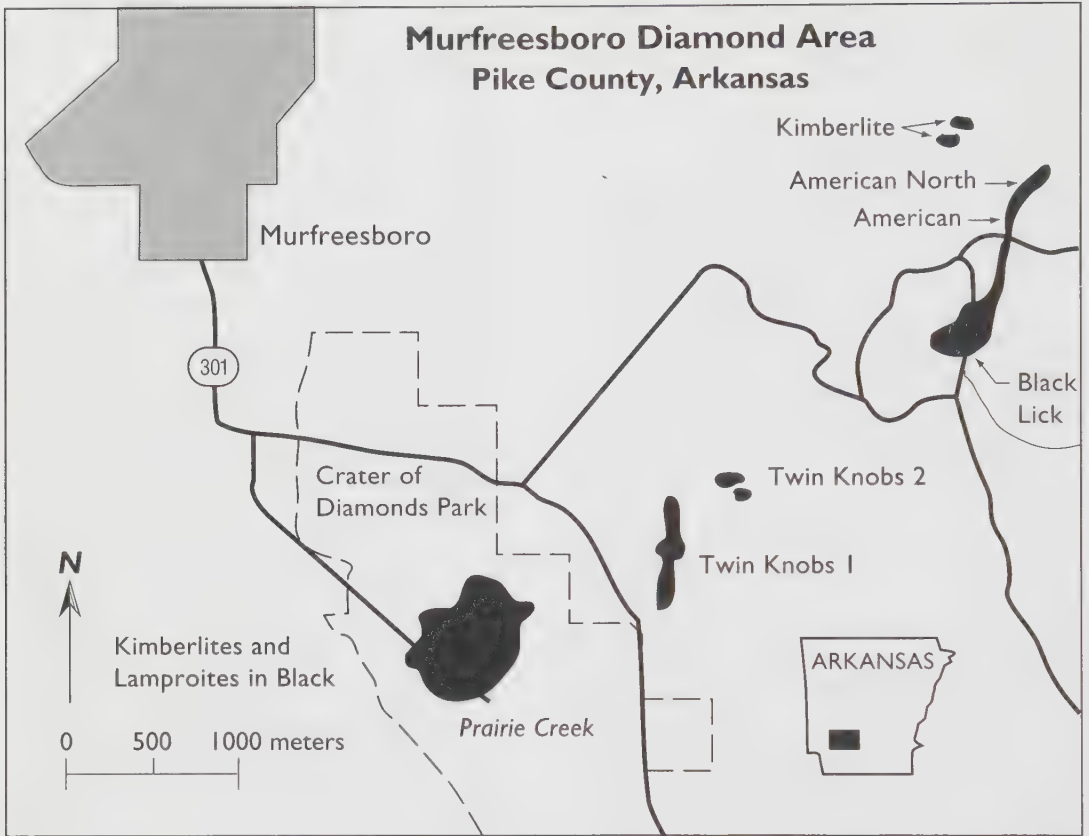 Murfreesboro Diamond Area
Pike County, Arkansas
Kimberlite
American North
American
Murfreesboro
301
Black
Lick
Crater of
Diamonds Park
Twin Knobs 2
Twin Knobs 1
N
Kimberlites and
Lamproites in Black
ARKANSAS
Prairie Creek
0 500 1000 meters